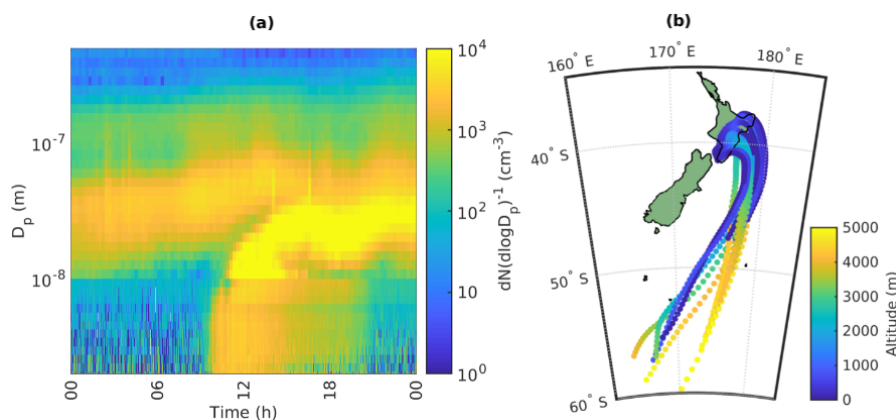 (a)
(b)
10^-7
10^-8
D_p (m)
00
06
12
18
00
Time (h)
10^4
10^3
10^2
10
10^0
dN(dlogD_p)^-1 (cm^-3)
160° E
170° E
180° E
40° S
50° S
60° S
5000
4000
3000
2000
1000
0
Altitude (m)